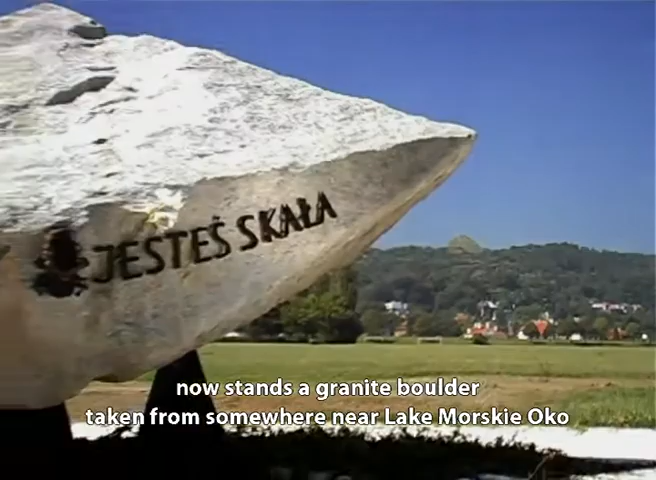 JESTEŚ SKAŁA
now stands a granite boulder
taken from somewhere near Lake Morskie Oko